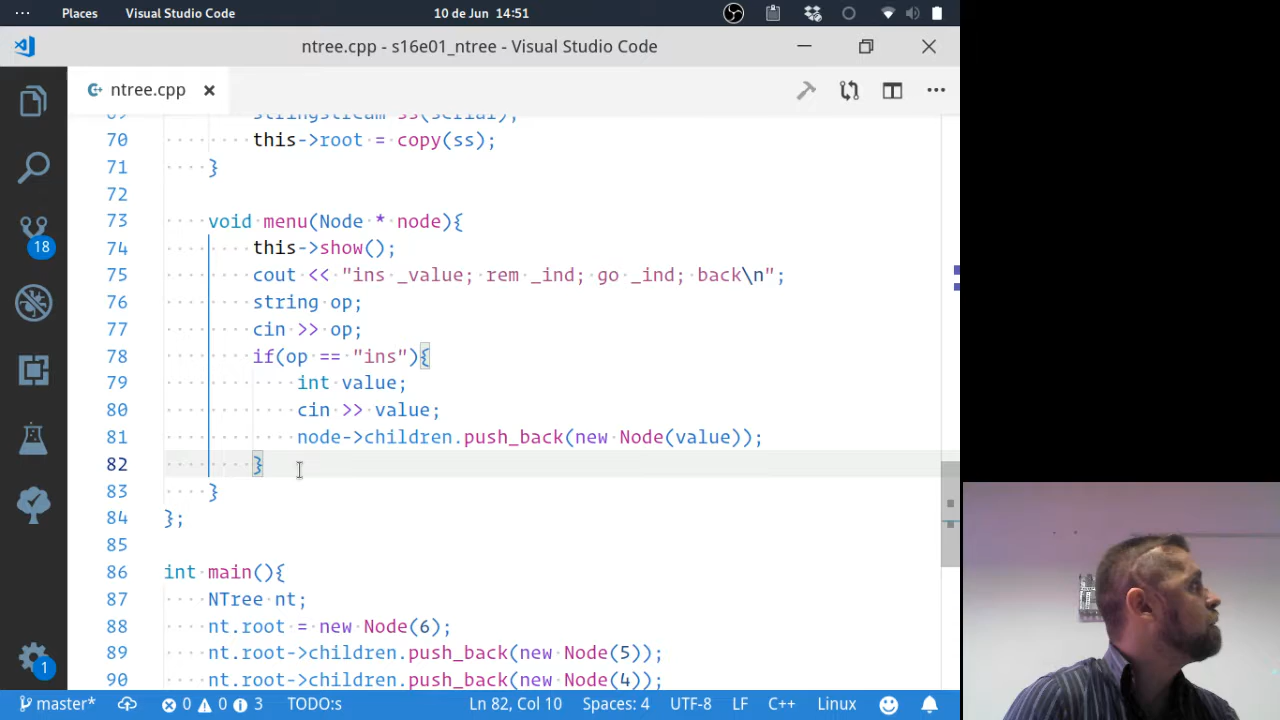 Places Visual Studio Code 10 de Jun 14:51
ntree.cpp - s16e01_ntree - Visual Studio Code
ntree.cpp
69 stringstream ss(serial);
70 this->root = copy(ss);
71 }
72
73 void menu(Node * node){
74 this->show();
75 cout << "ins _value; rem _ind; go _ind; back\n";
76 string op;
77 cin >> op;
78 if(op == "ins"){
79 int value;
80 cin >> value;
81 node->children.push_back(new Node(value));
82 }
83 }
84 };
85
86 int main(){
87 NTree nt;
88 nt.root = new Node(6);
89 nt.root->children.push_back(new Node(5));
90 nt.root->children.push_back(new Node(4));
18
1
master* 0 0 3 TODO:s Ln 82, Col 10 Spaces: 4 UTF-8 LF C++ Linux